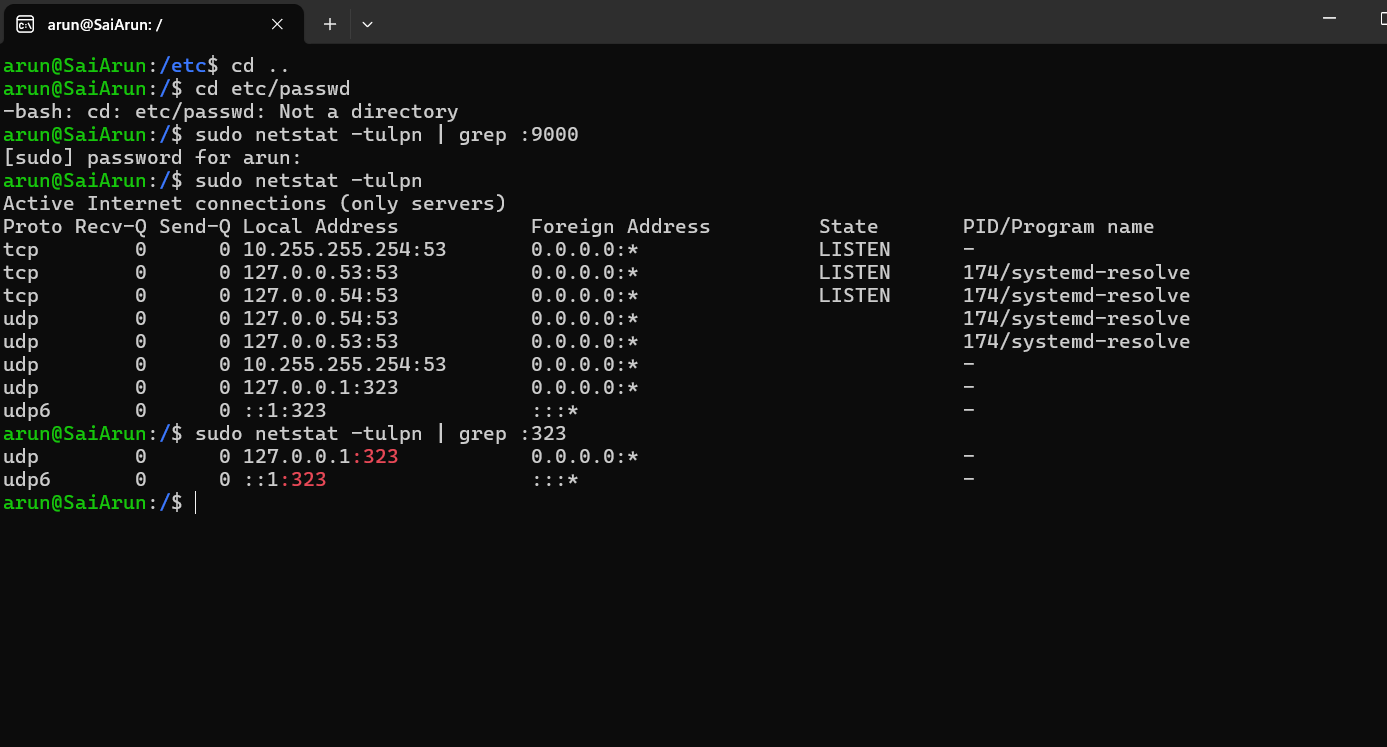 arun@SaiArun: /
arun@SaiArun:/etc$ cd ..
arun@SaiArun:/$ cd etc/passwd
-bash: cd: etc/passwd: Not a directory
arun@SaiArun:/$ sudo netstat -tulpn | grep :9000
[sudo] password for arun:
arun@SaiArun:/$ sudo netstat -tulpn
Active Internet connections (only servers)
Proto Recv-Q Send-Q Local Address           Foreign Address         State       PID/Program name
tcp        0      0 10.255.255.254:53       0.0.0.0:*               LISTEN      -
tcp        0      0 127.0.0.53:53           0.0.0.0:*               LISTEN      174/systemd-resolve
tcp        0      0 127.0.0.54:53           0.0.0.0:*               LISTEN      174/systemd-resolve
udp        0      0 127.0.0.54:53           0.0.0.0:*                           174/systemd-resolve
udp        0      0 127.0.0.53:53           0.0.0.0:*                           174/systemd-resolve
udp        0      0 10.255.255.254:53       0.0.0.0:*                           -
udp        0      0 127.0.0.1:323           0.0.0.0:*                           -
udp6       0      0 ::1:323                 :::*                                -
arun@SaiArun:/$ sudo netstat -tulpn | grep :323
udp        0      0 127.0.0.1:323           0.0.0.0:*                           -
udp6       0      0 ::1:323                 :::*                                -
arun@SaiArun:/$